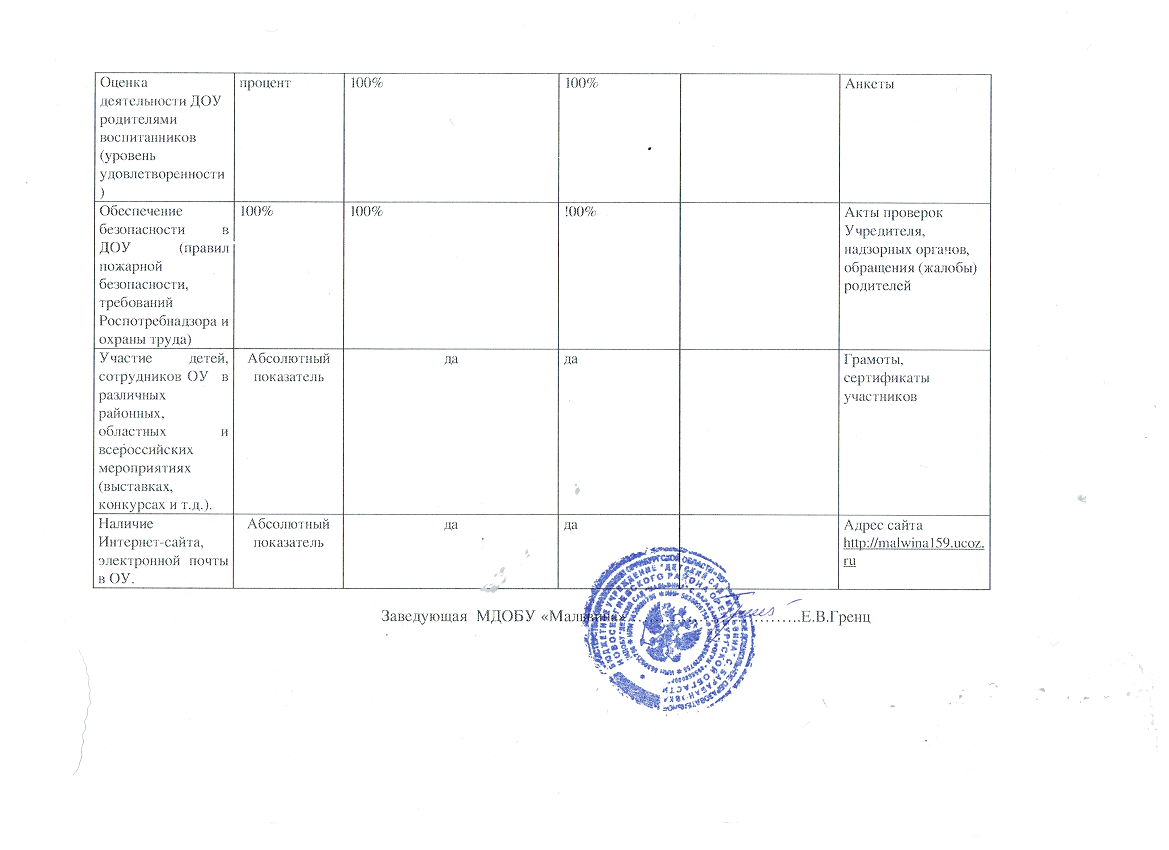 Оценка
деятельности ДОУ
родителями
воспитанников
(уровень
удовлетворенности
)
процент
100%
100%
Анкеты
Обеспечение
безопасности в
ДОУ (правил
пожарной
безопасности,
требований
Роспотребнадзора и
охраны труда)
100%
100%
!00%
Акты проверок
Учредителя,
надзорных органов,
обращения (жалобы)
родителей
Участие детей,
сотрудников ОУ в
различных
районных,
областных и
всероссийских
мероприятиях
(выставках,
конкурсах и т.д.).
Абсолютный
показатель
да
да
Грамоты,
сертификаты
участников
Наличие
Интернет-сайта,
электронной почты
в ОУ.
Абсолютный
показатель
да
да
Адрес сайта
http://malwina159.ucoz.
ru
Заведующая МДОБУ «Мальвина»…………………………..Е.В.Гренц